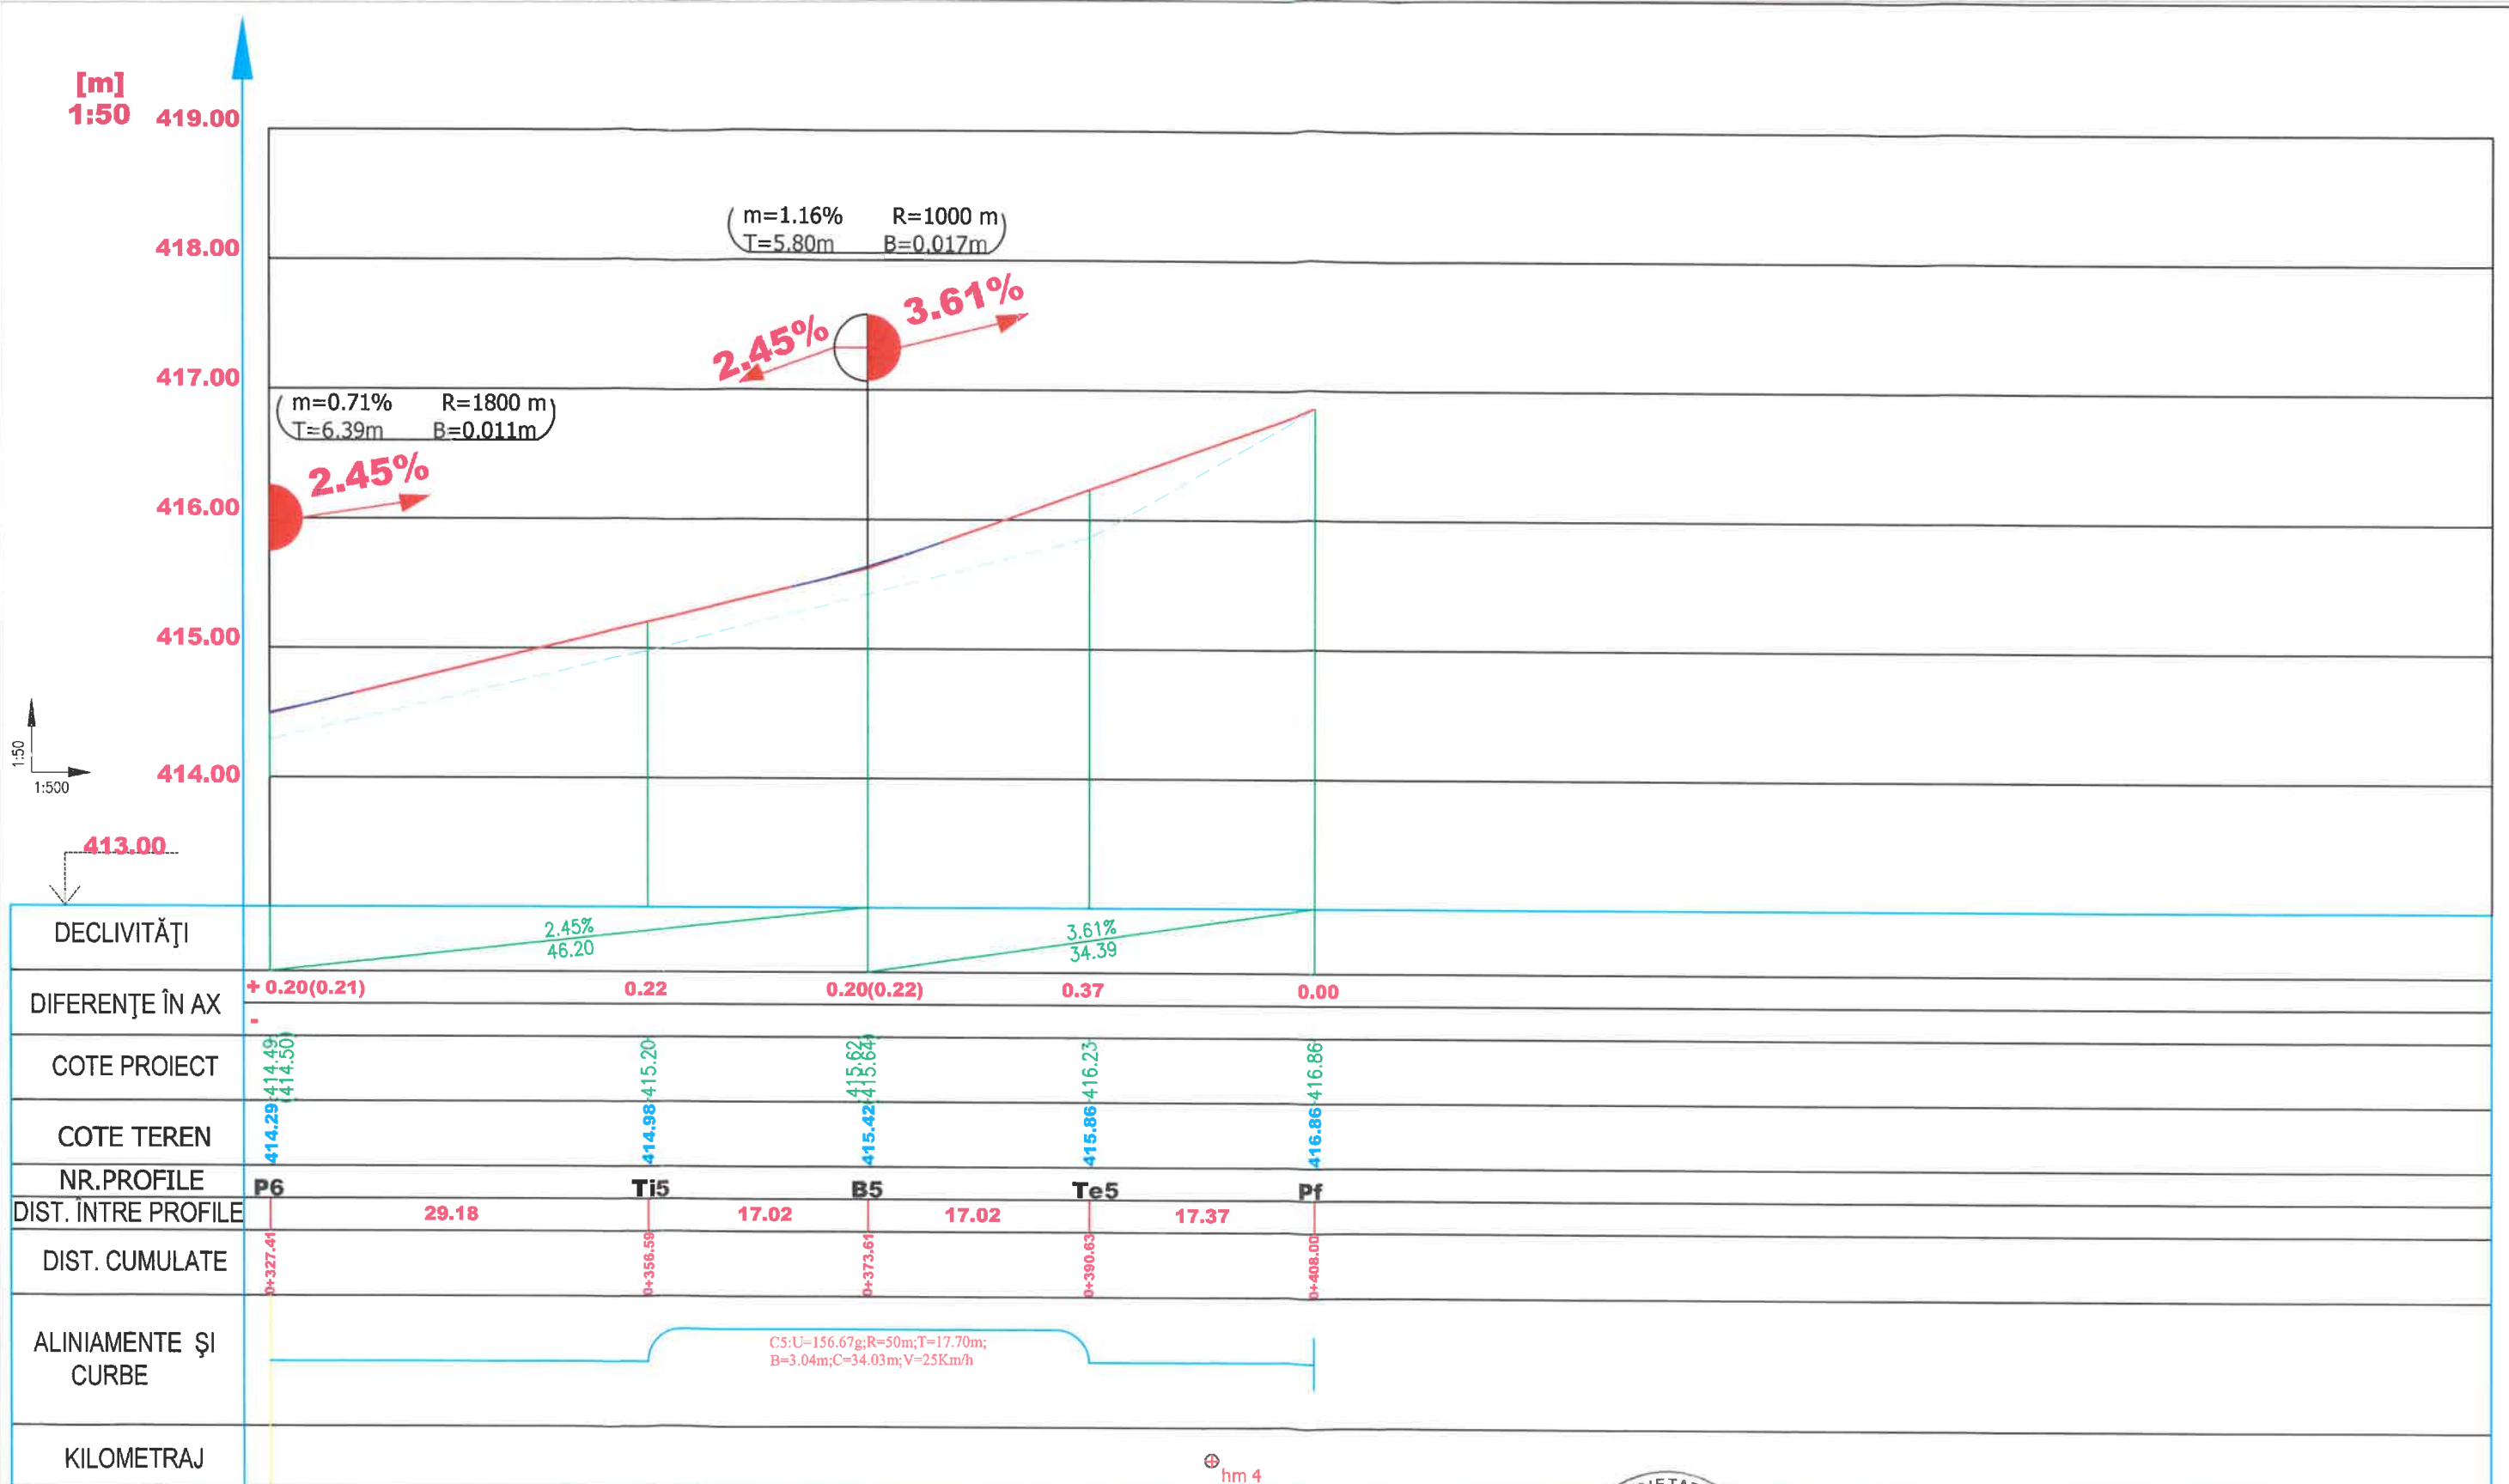 [m]
1:50
419.00
m=1.16% R=1000 m
T=5.80m B=0.017m
418.00
3.61%
2.45%
417.00
m=0.71% R=1800 m
T=6.39m B=0.011m
2.45%
416.00
415.00
1:50
1:500
414.00
413.00
DECLIVITĂŢI
2.45%
46.20
3.61%
34.39
DIFERENŢE ÎN AX
+ 0.20(0.21) 0.22 0.20(0.22) 0.37 0.00
-
COTE PROIECT
414.49 (414.50) 415.20 415.62 (415.64) 416.23 416.86
COTE TEREN
414.29 414.98 415.42 415.86 416.86
NR.PROFILE
P6 Ti5 B5 Te5 Pf
DIST. ÎNTRE PROFILE
29.18 17.02 17.02 17.37
DIST. CUMULATE
0+327.41 0+356.59 0+373.61 0+390.63 0+408.00
ALINIAMENTE ŞI
CURBE
C5:U=156.67g;R=50m;T=17.70m;
B=3.04m;C=34.03m;V=25Km/h
KILOMETRAJ
hm 4